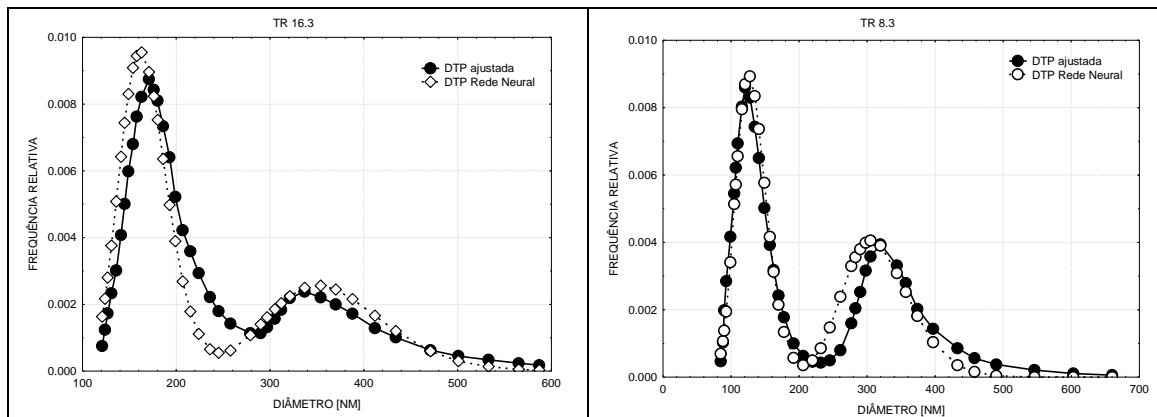 TR 16.3
0.010
0.008
0.006
0.004
0.002
0.000
FREQUÊNCIA RELATIVA
DTP ajustada
DTP Rede Neural
100 200 300 400 500 600
DIÂMETRO [NM]
TR 8.3
0.010
0.008
0.006
0.004
0.002
0.000
FREQUÊNCIA RELATIVA
DTP ajustada
DTP Rede Neural
0 100 200 300 400 500 600 700
DIÂMETRO [NM]